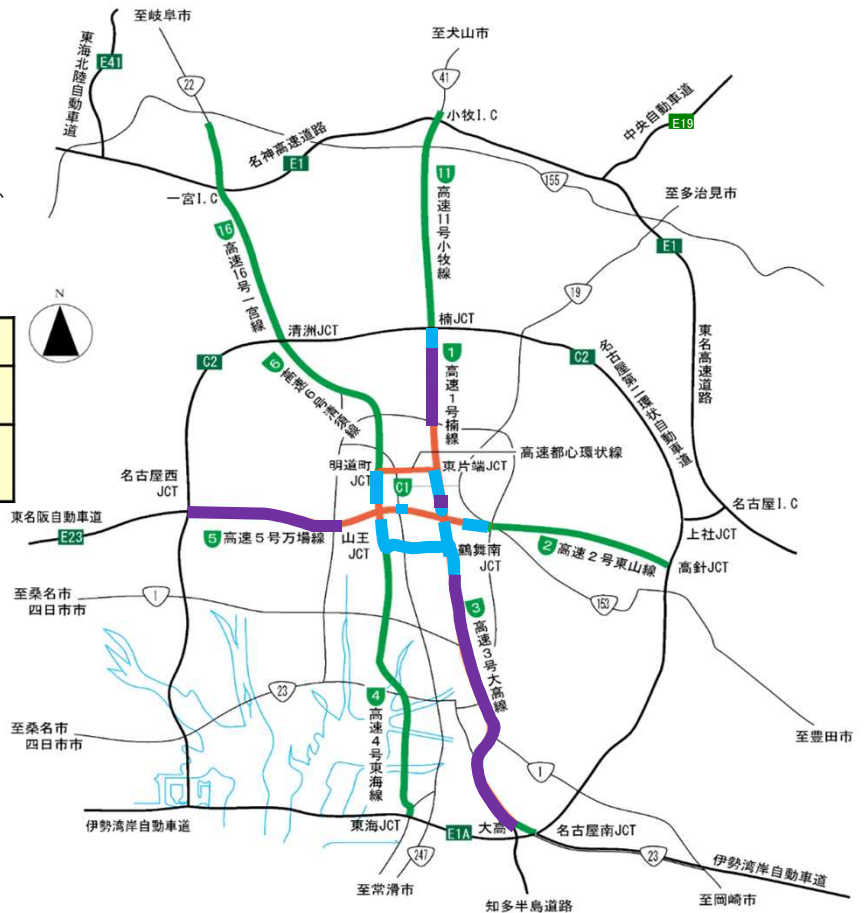 至岐阜市
至犬山市
E41
東海北陸自動車道
22
41
小牧I.C
中央自動車道
E19
名神高速道路
E1
11
高速11号小牧線
155
一宮I.C
至多治見市
16
高速16号一宮線
E1
19
N
清洲JCT
楠JCT
C2
6
高速6号清須線
1
高速1号楠線
C2
名古屋第二環状自動車道
東名高速道路
高速都心環状線
明道町
JCT
東片端JCT
C1
名古屋西
JCT
名古屋I.C
東名阪自動車道
E23
5
高速5号万場線
山王
JCT
鶴舞南
JCT
2
高速2号東山線
上社JCT
高針JCT
至桑名市
四日市市
1
3
高速3号大高線
153
23
4
高速4号東海線
至桑名市
四日市市
至豊田市
1
伊勢湾岸自動車道
東海JCT
E1A
大高
名古屋南JCT
247
23
伊勢湾岸自動車道
至常滑市
知多半島道路
至岡崎市